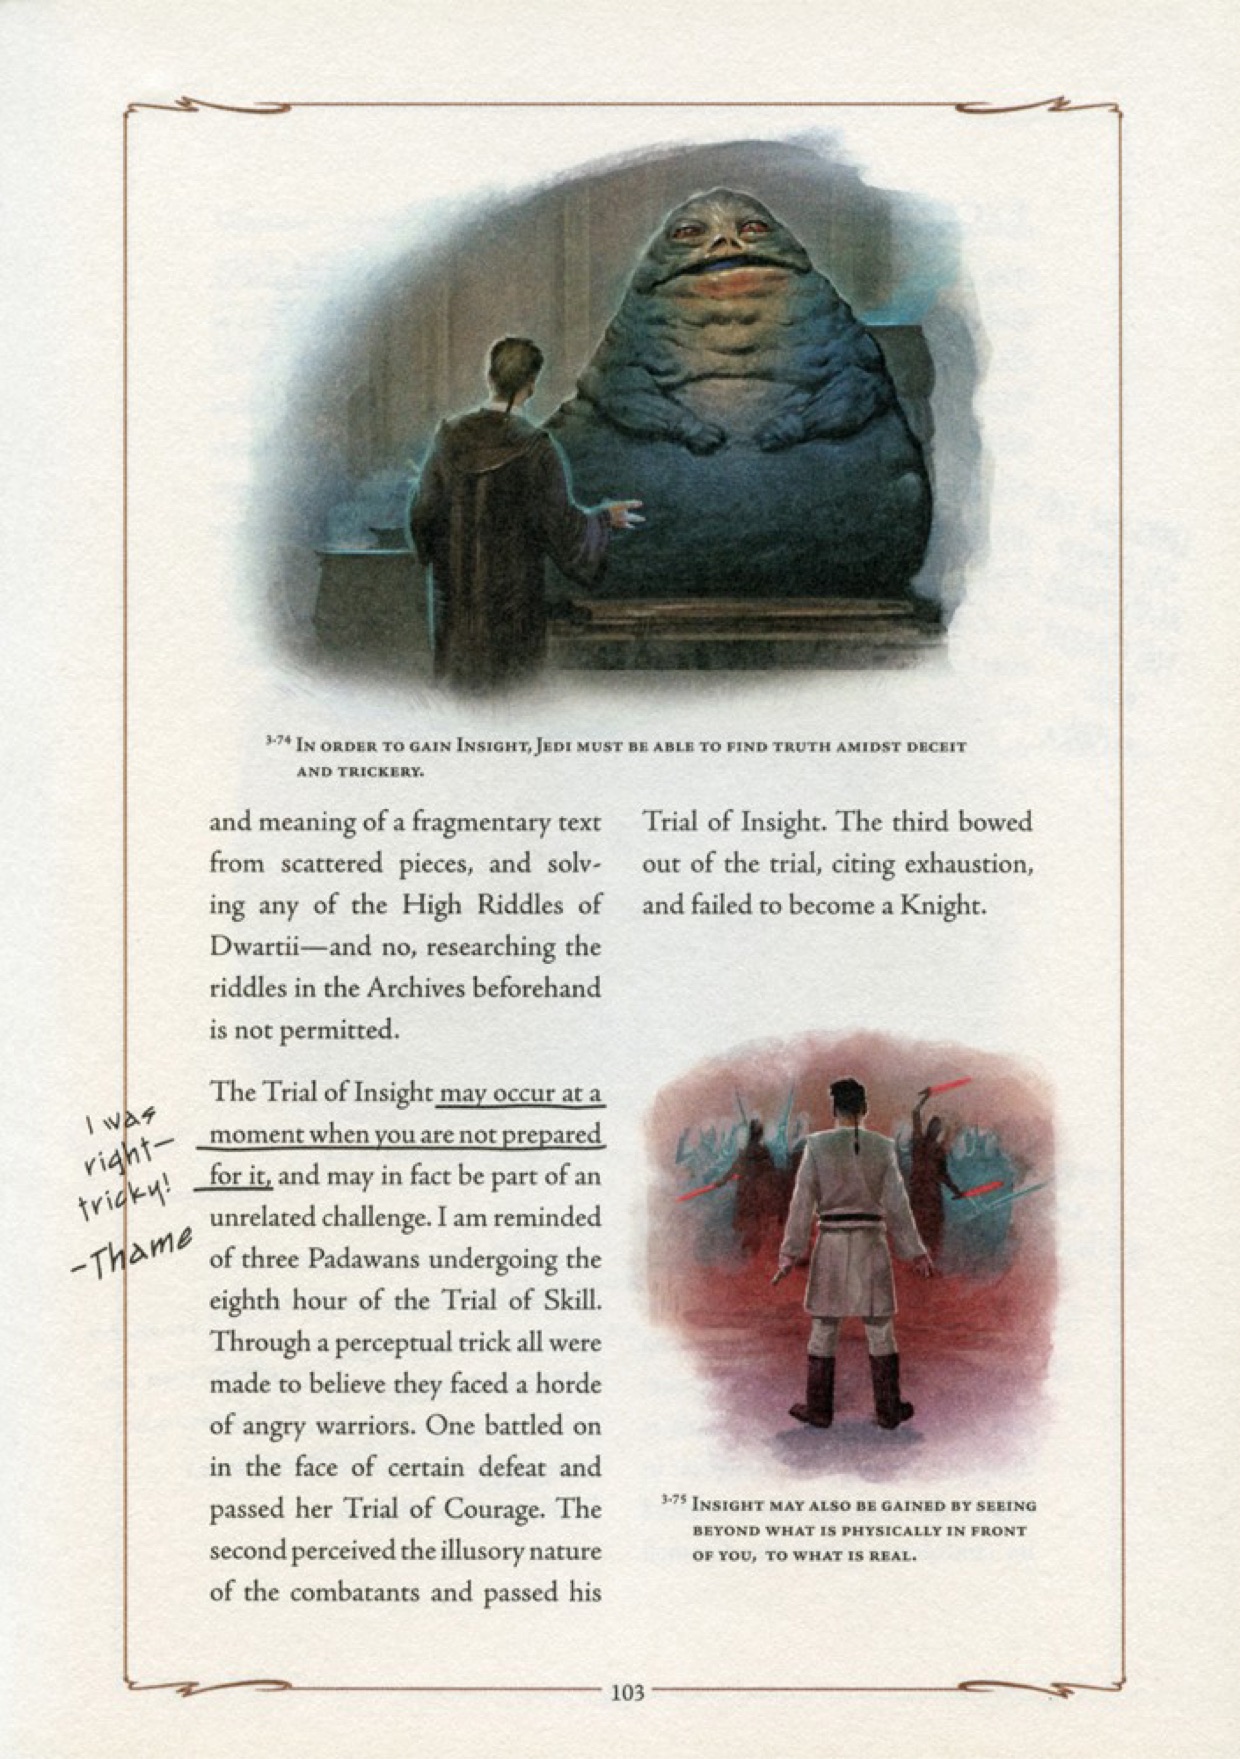 3-74 In order to gain Insight, Jedi must be able to find truth amidst deceit
and trickery.
and meaning of a fragmentary text
from scattered pieces, and solv-
ing any of the High Riddles of
Dwartii—and no, researching the
riddles in the Archives beforehand
is not permitted.
The Trial of Insight may occur at a
moment when you are not prepared
for it, and may in fact be part of an
unrelated challenge. I am reminded
of three Padawans undergoing the
eighth hour of the Trial of Skill.
Through a perceptual trick all were
made to believe they faced a horde
of angry warriors. One battled on
in the face of certain defeat and
passed her Trial of Courage. The
second perceived the illusory nature
of the combatants and passed his
I was
right—
tricky!
-Thame
Trial of Insight. The third bowed
out of the trial, citing exhaustion,
and failed to become a Knight.
3-75 Insight may also be gained by seeing
beyond what is physically in front
of you, to what is real.
103